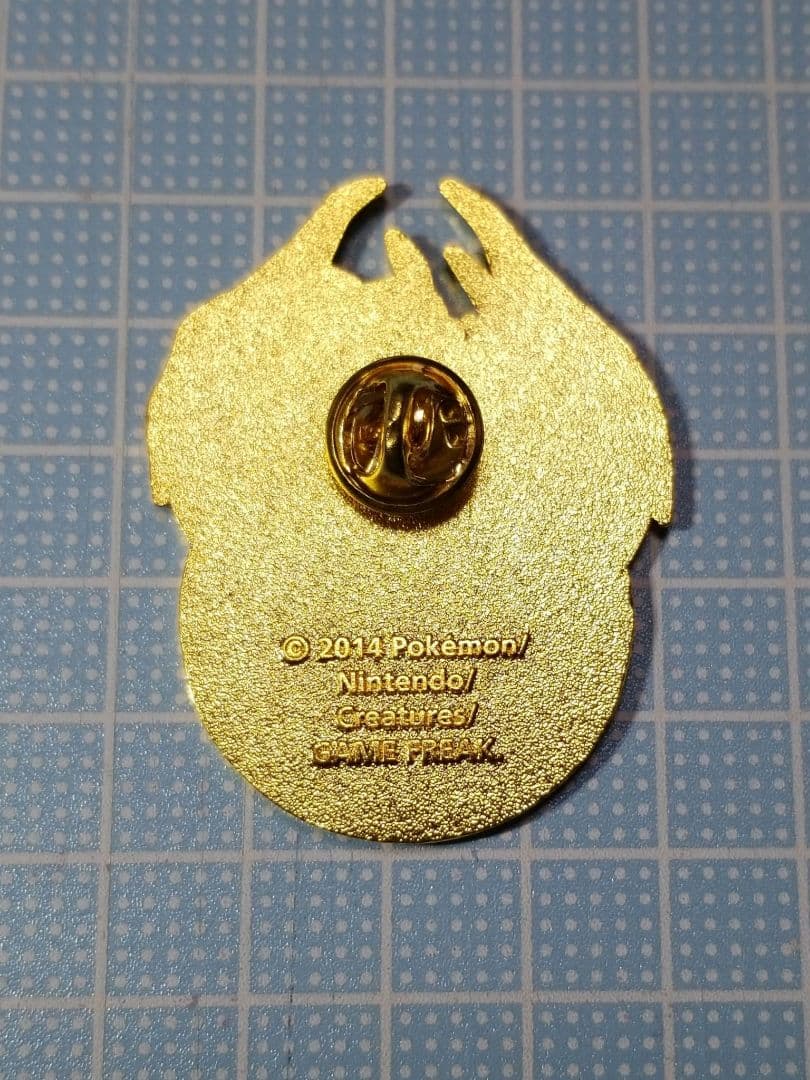 © 2014 Pokémon/
Nintendo/
Creatures/
GAME FREAK.